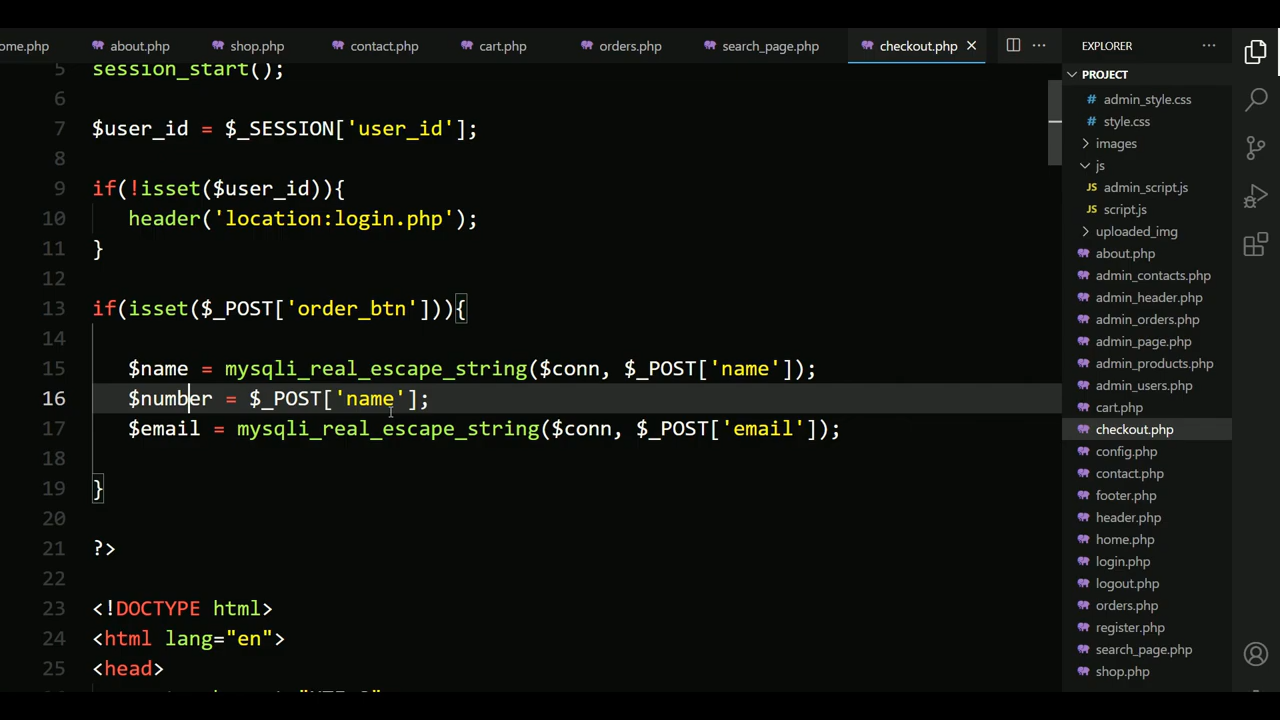 ome.php about.php shop.php contact.php cart.php orders.php search_page.php checkout.php × ···
5 session_start();
6
7 $user_id = $_SESSION['user_id'];
8
9 if(!isset($user_id)){
10 header('location:login.php');
11 }
12
13 if(isset($_POST['order_btn'])){
14
15 $name = mysqli_real_escape_string($conn, $_POST['name']);
16 $number = $_POST['name'];
17 $email = mysqli_real_escape_string($conn, $_POST['email']);
18
19 }
20
21 ?>
22
23 <!DOCTYPE html>
24 <html lang="en">
25 <head>
EXPLORER ···
PROJECT
# admin_style.css
# style.css
images
js
JS admin_script.js
JS script.js
uploaded_img
about.php
admin_contacts.php
admin_header.php
admin_orders.php
admin_page.php
admin_products.php
admin_users.php
cart.php
checkout.php
config.php
contact.php
footer.php
header.php
home.php
login.php
logout.php
orders.php
register.php
search_page.php
shop.php